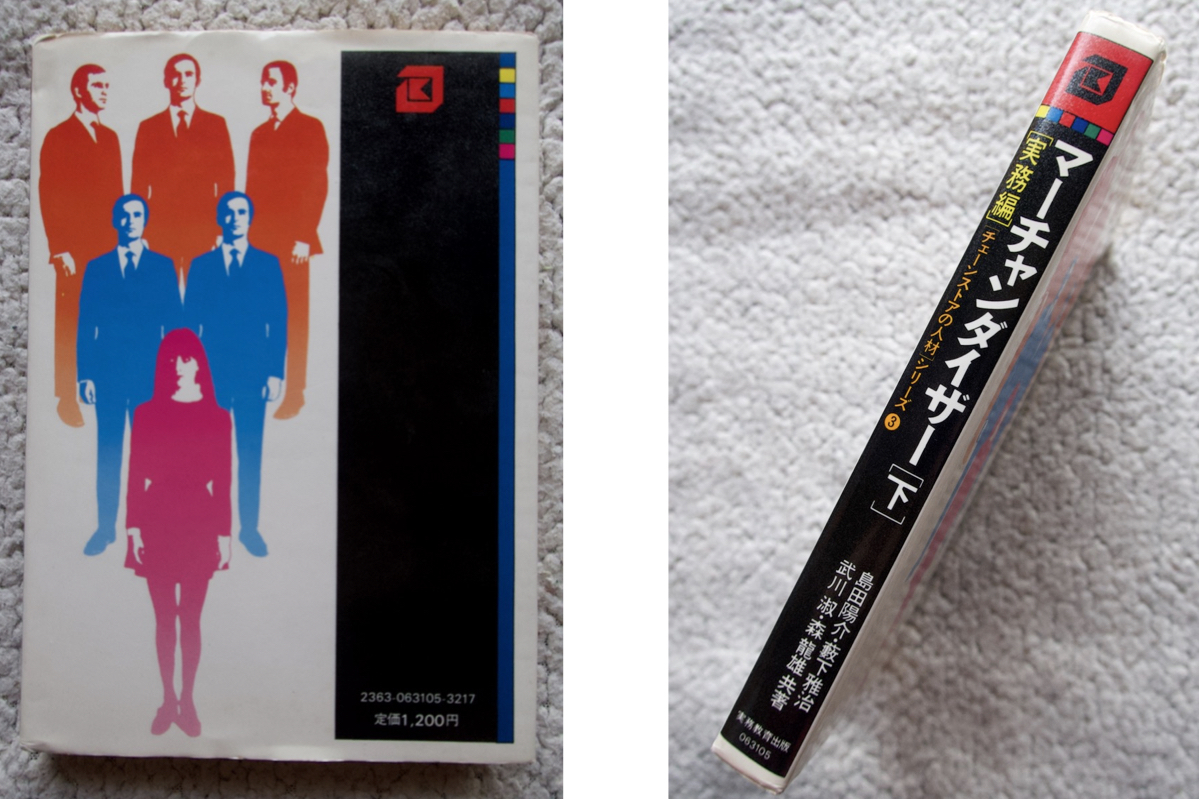 2363-063105-3217
定価1,200円
マーチャンダイザー[下]
[実務編]
「チェーンストアの人材」シリーズ❸
島田陽介・藪下雅治
武川 淑・森 龍雄 共著
実務教育出版
063105